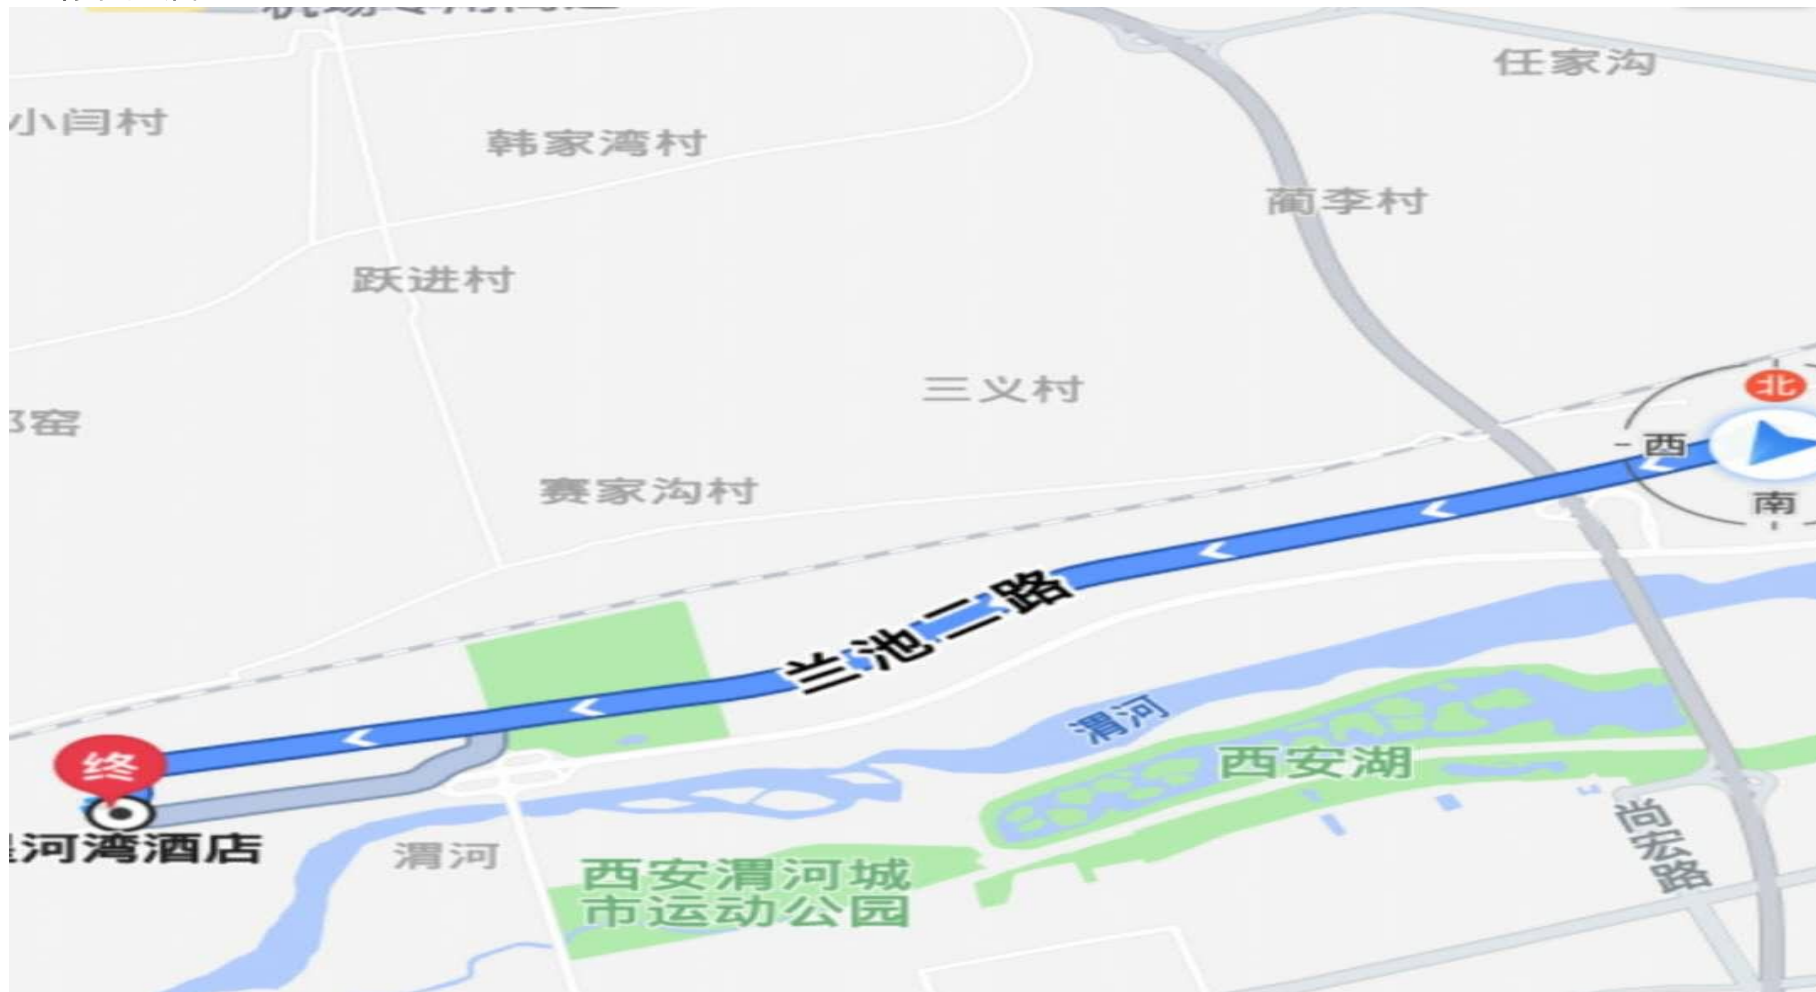 任家沟
小闫村
韩家湾村
蔺李村
跃进村
三义村
北
窑
西
赛家沟村
南
兰池二路
渭河
终
西安湖
尚宏路
河湾酒店
渭河
西安渭河城
市运动公园